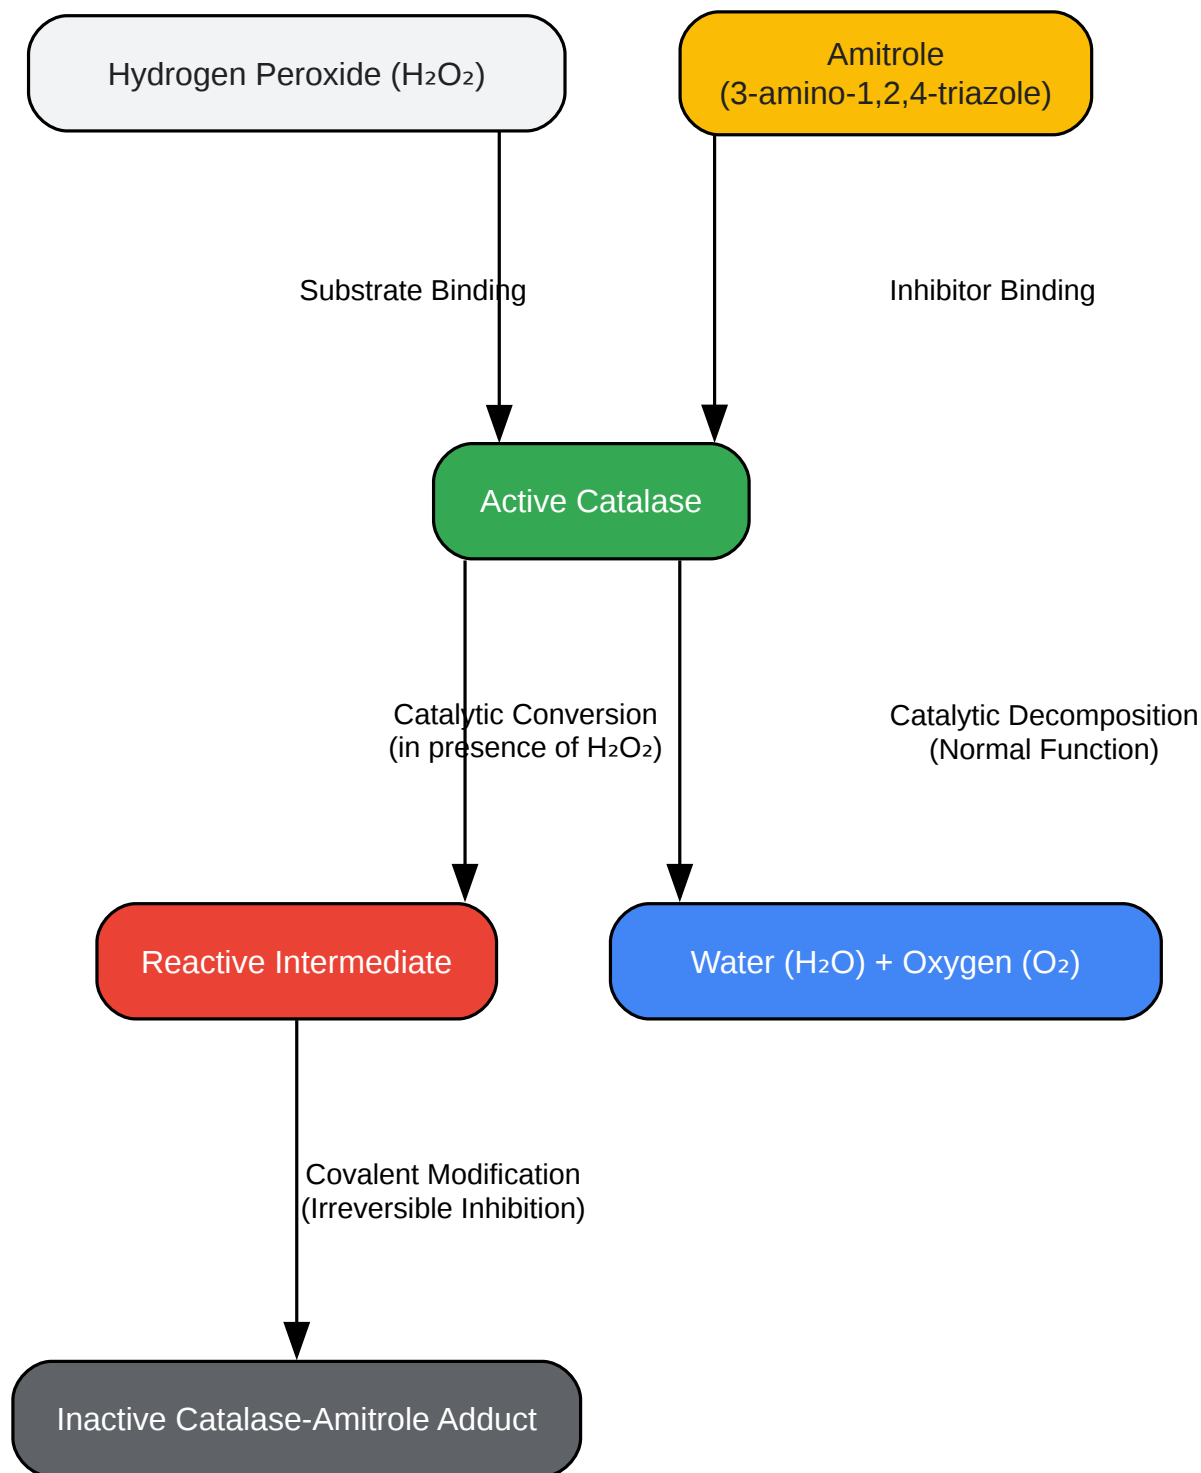 Hydrogen Peroxide (H₂O₂)
Amitrole
(3-amino-1,2,4-triazole)
Substrate Binding
Inhibitor Binding
Active Catalase
Catalytic Conversion
(in presence of H₂O₂)
Catalytic Decomposition
(Normal Function)
Reactive Intermediate
Water (H₂O) + Oxygen (O₂)
Covalent Modification
(Irreversible Inhibition)
Inactive Catalase-Amitrole Adduct